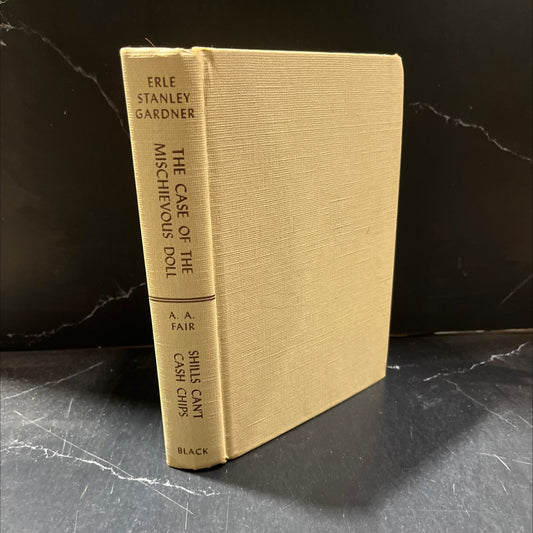 ERLE
STANLEY
GARDNER
THE CASE OF THE
MISCHIEVOUS DOLL
A. A.
FAIR
SHILLS CAN'T
CASH CHIPS
BLACK